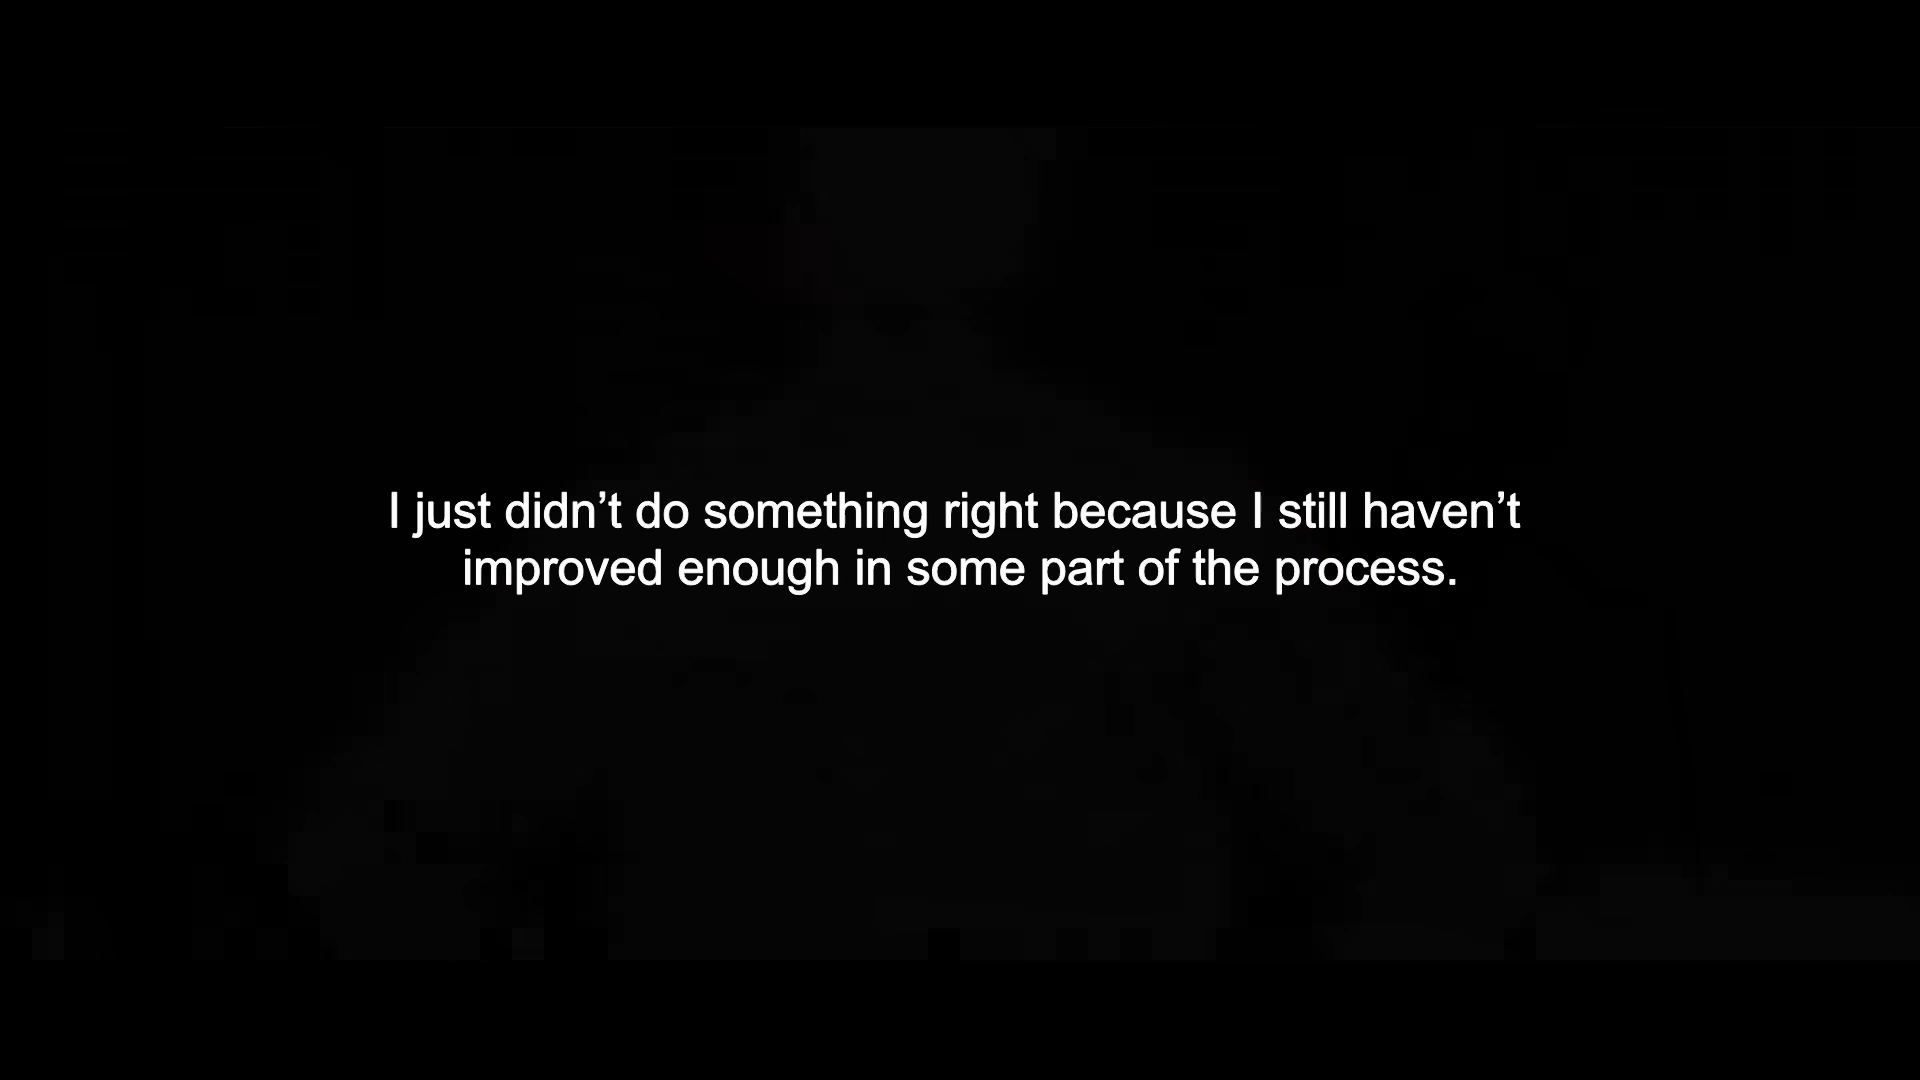 I just didn’t do something right because I still haven’t
improved enough in some part of the process.